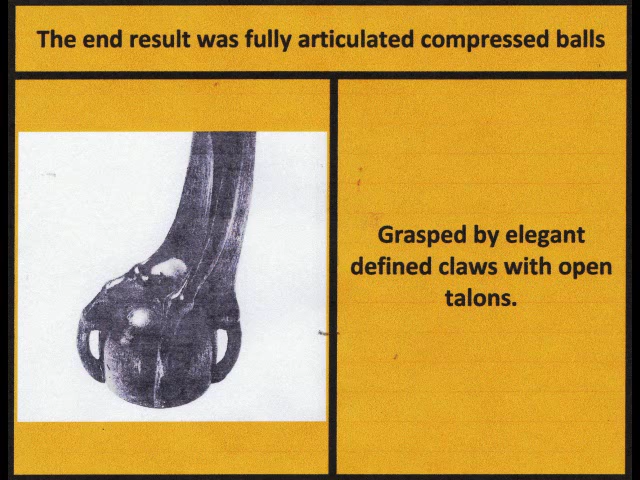 The end result was fully articulated compressed balls
Grasped by elegant
defined claws with open
talons.